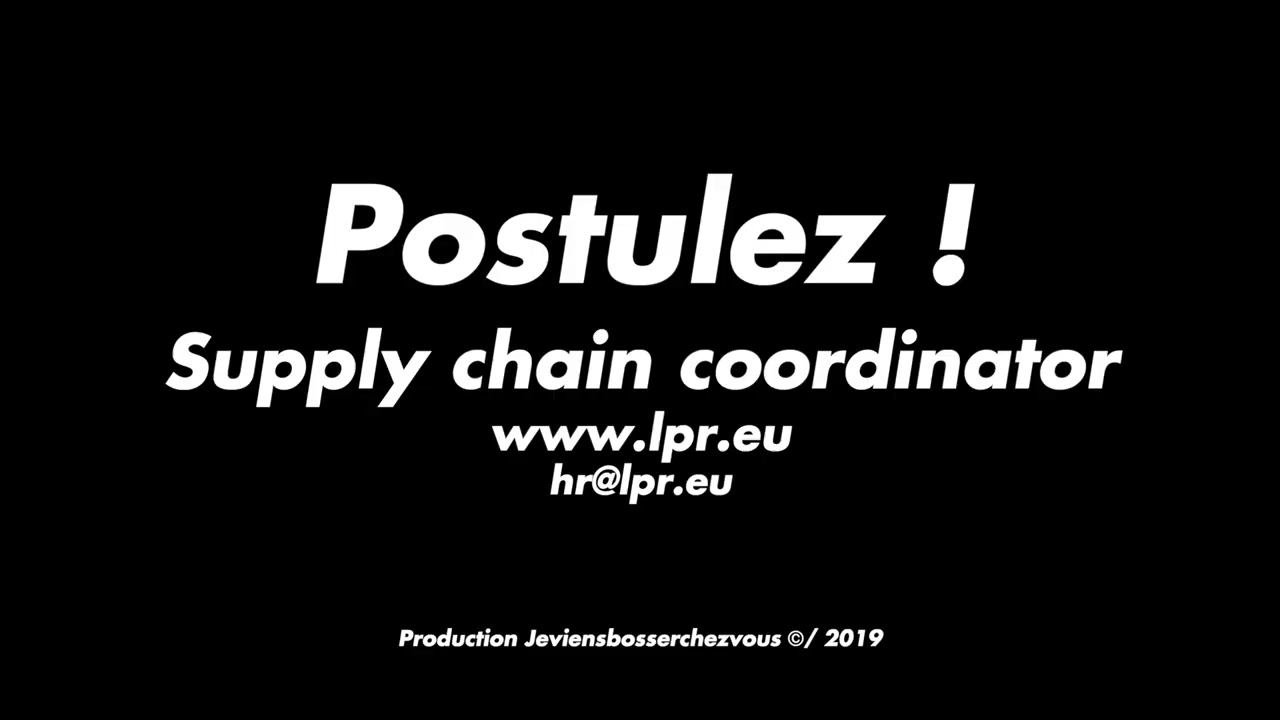 Postulez !
Supply chain coordinator
www.lpr.eu
hr@lpr.eu
Production Jeviensbosserchezvous ©/ 2019